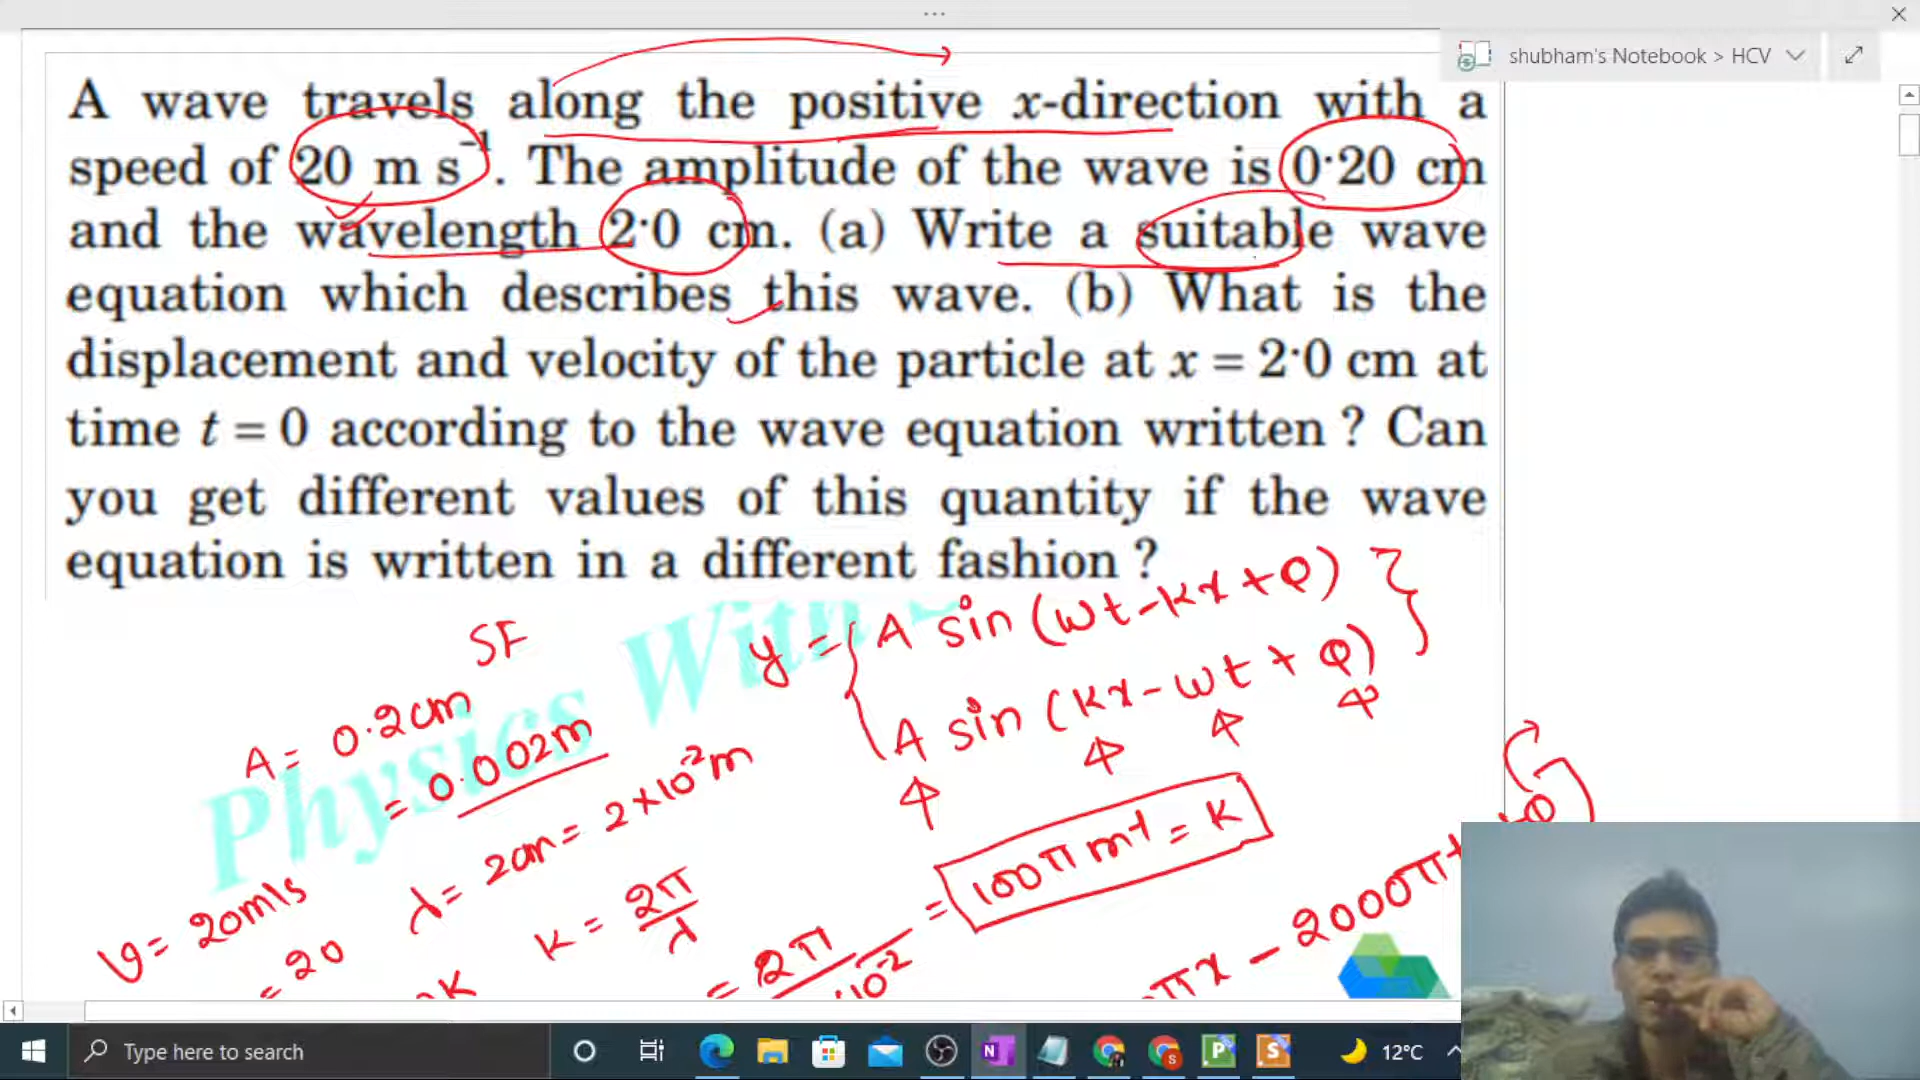 shubham's Notebook > HCV
A wave travels along the positive x-direction with a
speed of 20 m s⁻¹. The amplitude of the wave is 0·20 cm
and the wavelength 2·0 cm. (a) Write a suitable wave
equation which describes this wave. (b) What is the
displacement and velocity of the particle at x = 2·0 cm at
time t = 0 according to the wave equation written ? Can
you get different values of this quantity if the wave
equation is written in a different fashion ?
Physics With
SF
y = { A sin (ωt - kx + φ) }
A sin (kx - ωt + φ)
A = 0.2cm
= 0.002m
λ = 2cm = 2×10⁻²m
v = 20m/s
= 20
k = 2π/λ
= 2π/ 10⁻²
= 100π m⁻¹ = k
πx - 2000πt
Type here to search
12°C